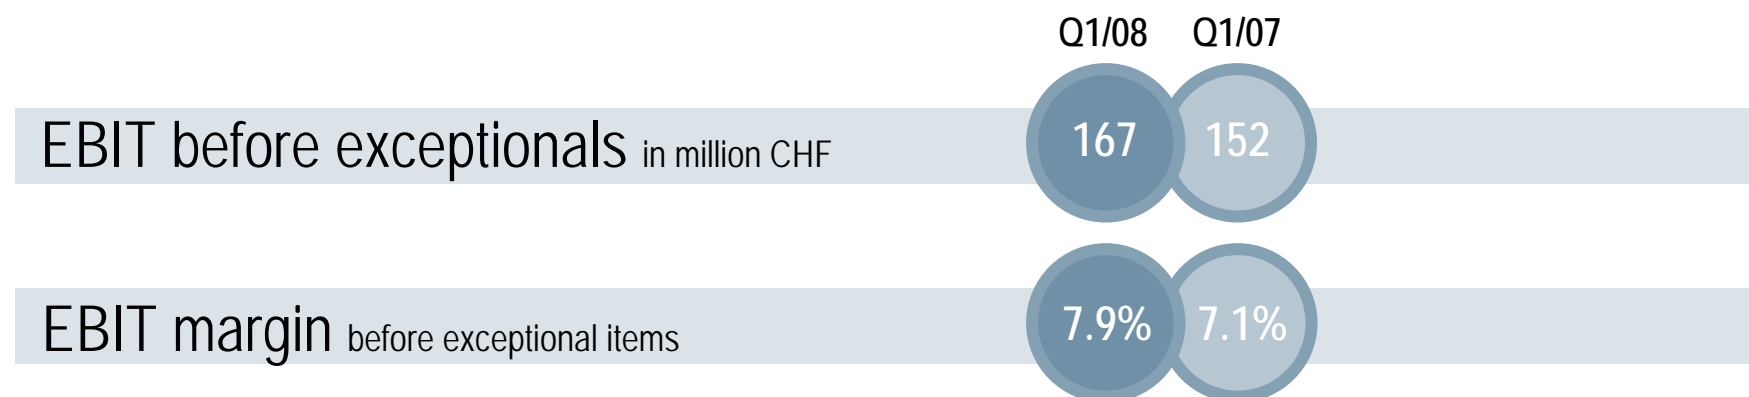 Q1/08 Q1/07
EBIT before exceptionals in million CHF 167 152
EBIT margin before exceptional items 7.9% 7.1%